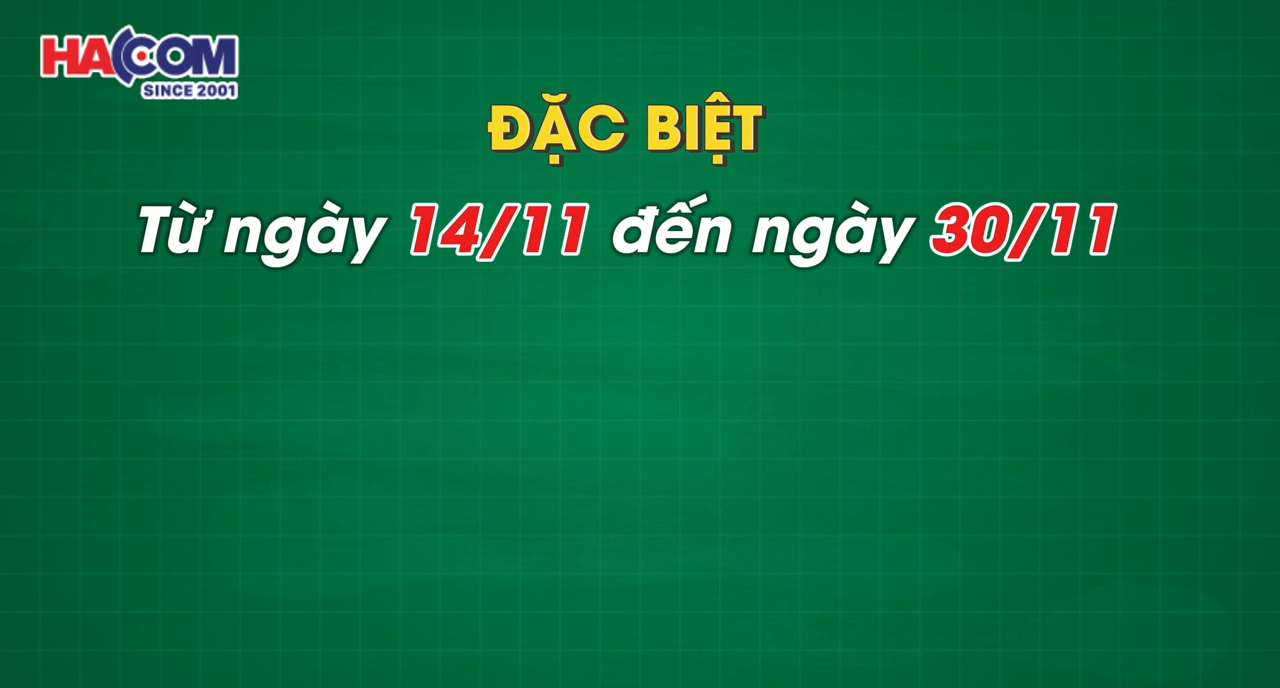 HACOM
SINCE 2001
ĐẶC BIỆT
Từ ngày 14/11 đến ngày 30/11